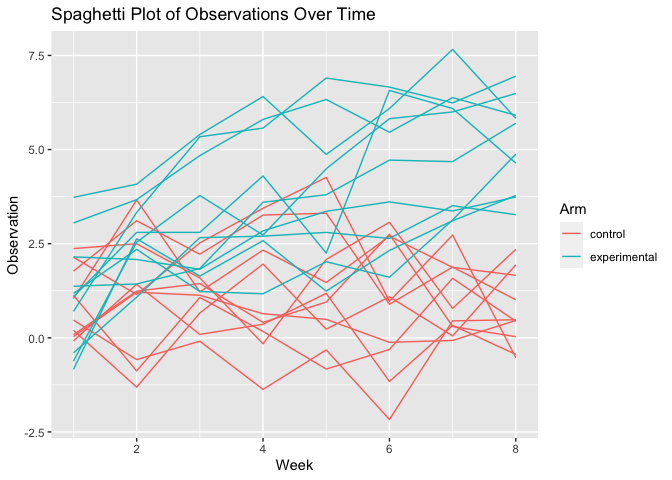 Spaghetti Plot of Observations Over Time
7.5
5.0
2.5
0.0
-2.5
Observation
2 4 6 8
Week
Arm
control
experimental